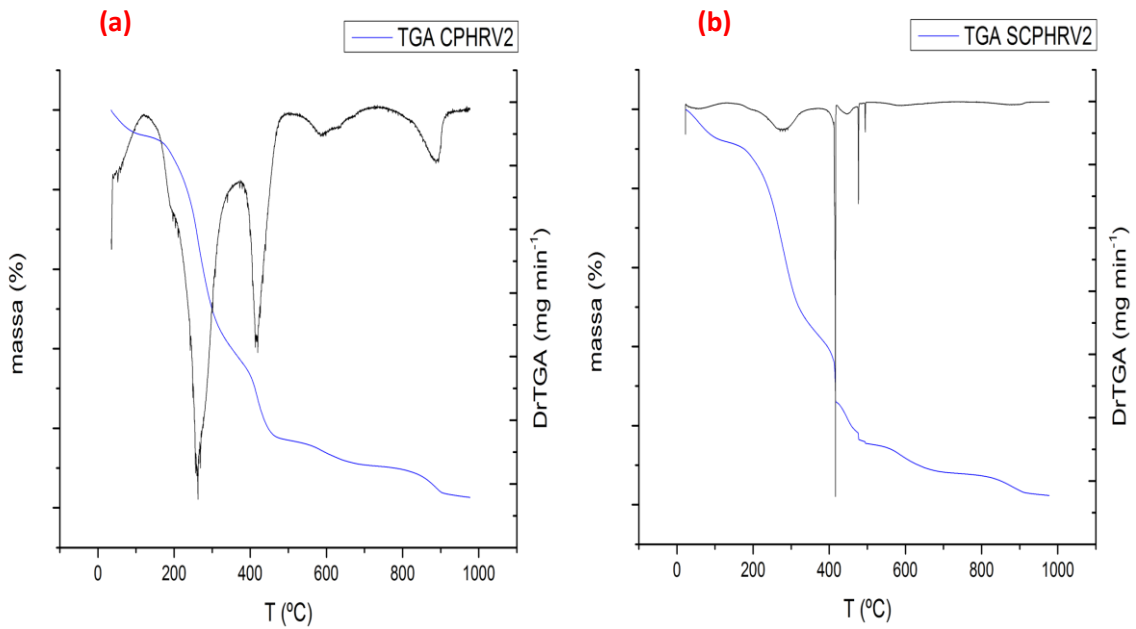 (a)
TGA CPHRV2
massa (%)
DrTGA (mg min⁻¹)
0 200 400 600 800 1000
T (ºC)
(b)
TGA SCPHRV2
massa (%)
DrTGA (mg min⁻¹)
0 200 400 600 800 1000
T (ºC)